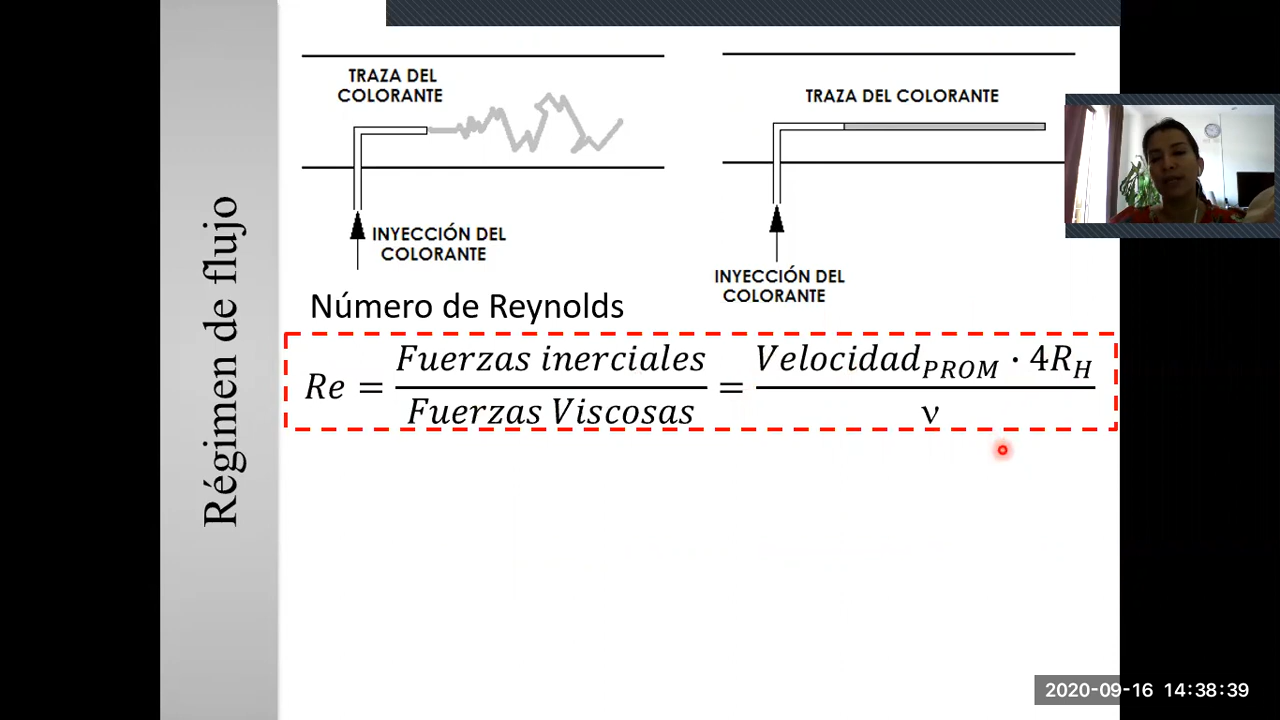 Régimen de flujo
TRAZA DEL
COLORANTE
INYECCIÓN DEL
COLORANTE
TRAZA DEL COLORANTE
INYECCIÓN DEL
COLORANTE
Número de Reynolds
Re = Fuerzas inerciales / Fuerzas Viscosas = Velocidad_PROM · 4R_H / ν
2020-09-16 14:38:39